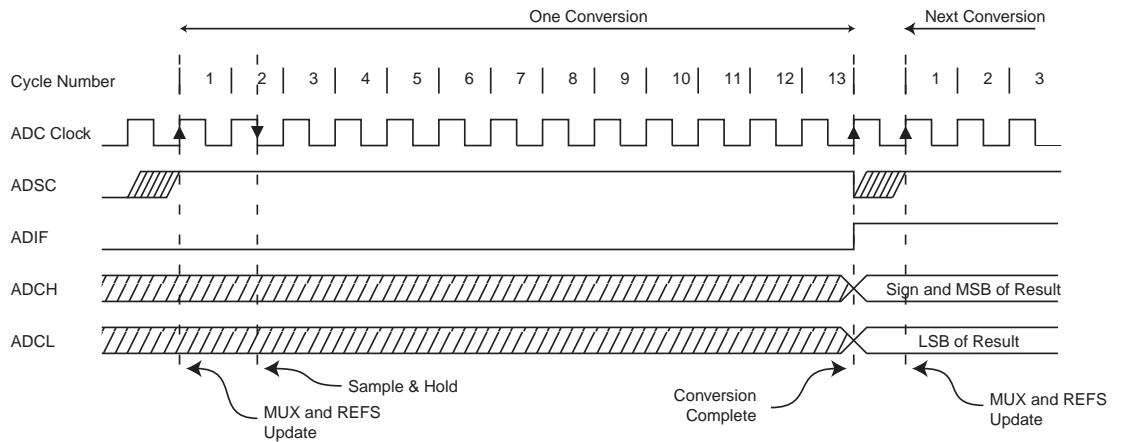 One Conversion Next Conversion
Cycle Number 1 2 3 4 5 6 7 8 9 10 11 12 13 1 2 3
ADC Clock
ADSC
ADIF
ADCH Sign and MSB of Result
ADCL LSB of Result
Sample & Hold
MUX and REFS
Update
Conversion
Complete
MUX and REFS
Update